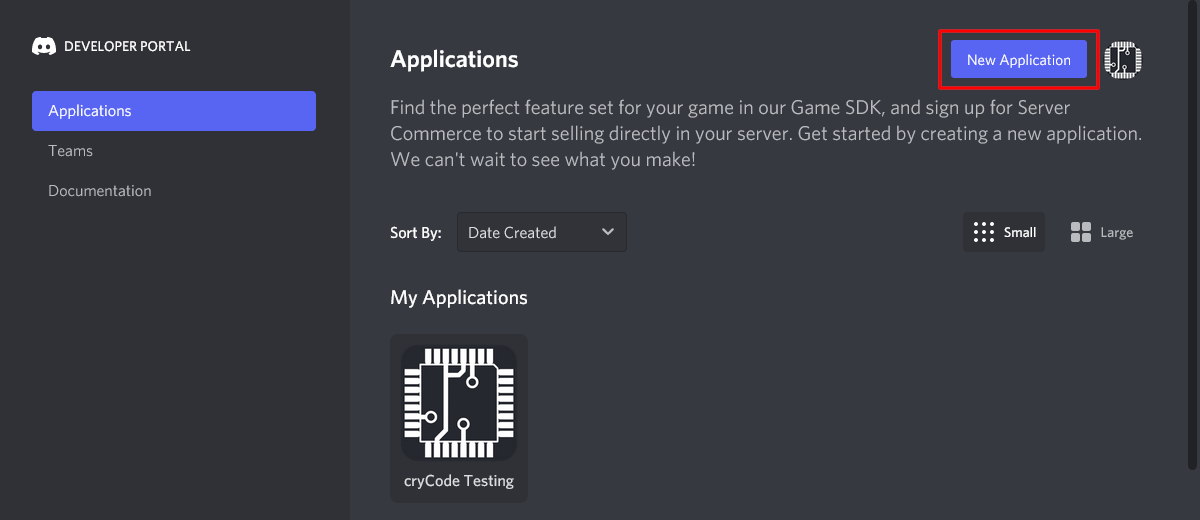 DEVELOPER PORTAL
Applications
Teams
Documentation
Applications
New Application
Find the perfect feature set for your game in our Game SDK, and sign up for Server
Commerce to start selling directly in your server. Get started by creating a new application.
We can't wait to see what you make!
Sort By:
Date Created
Small
Large
My Applications
cryCode Testing